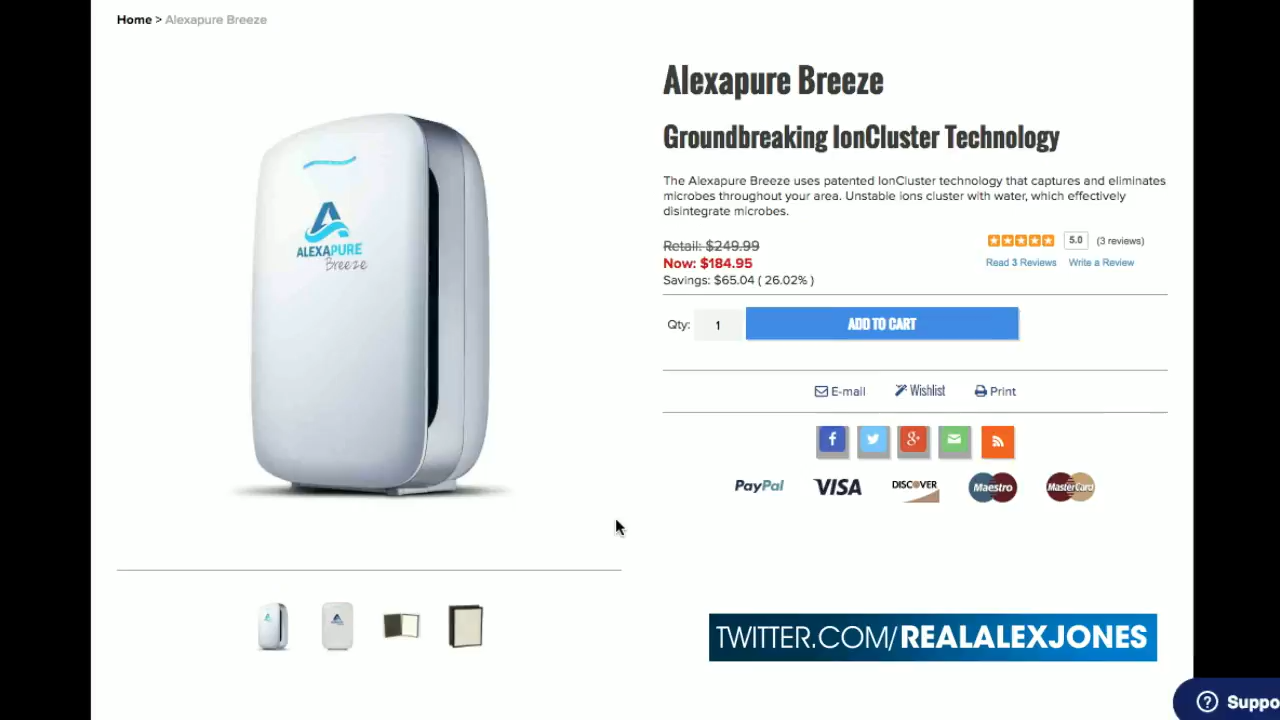 Home > Alexapure Breeze
Alexapure Breeze
Groundbreaking IonCluster Technology
The Alexapure Breeze uses patented IonCluster technology that captures and eliminates
microbes throughout your area. Unstable ions cluster with water, which effectively
disintegrate microbes.
Retail: $249.99
5.0 (3 reviews)
Now: $184.95
Read 3 Reviews Write a Review
Savings: $65.04 ( 26.02% )
Qty: 1 ADD TO CART
E-mail Wishlist Print
PayPal VISA DISCOVER Maestro MasterCard
ALEXAPURE
Breeze
TWITTER.COM/REALALEXJONES
Suppo